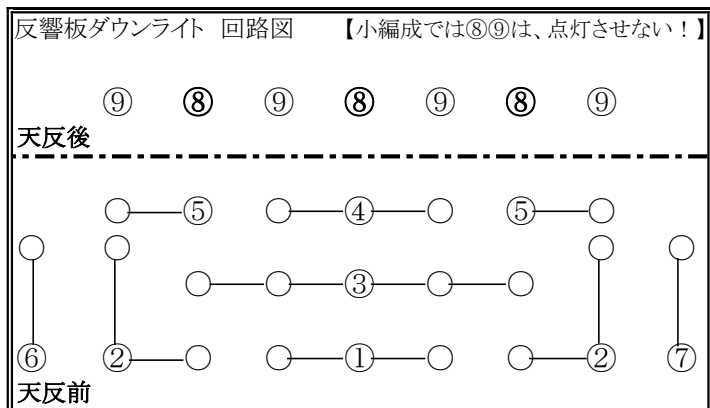 反響板ダウンライト 回路図 【小編成では⑧⑨は、点灯させない！】
⑨ ⑧ ⑨ ⑧ ⑨ ⑧ ⑨
天反後
⑤ ④ ⑤
③
⑥ ② ① ② ⑦
天反前